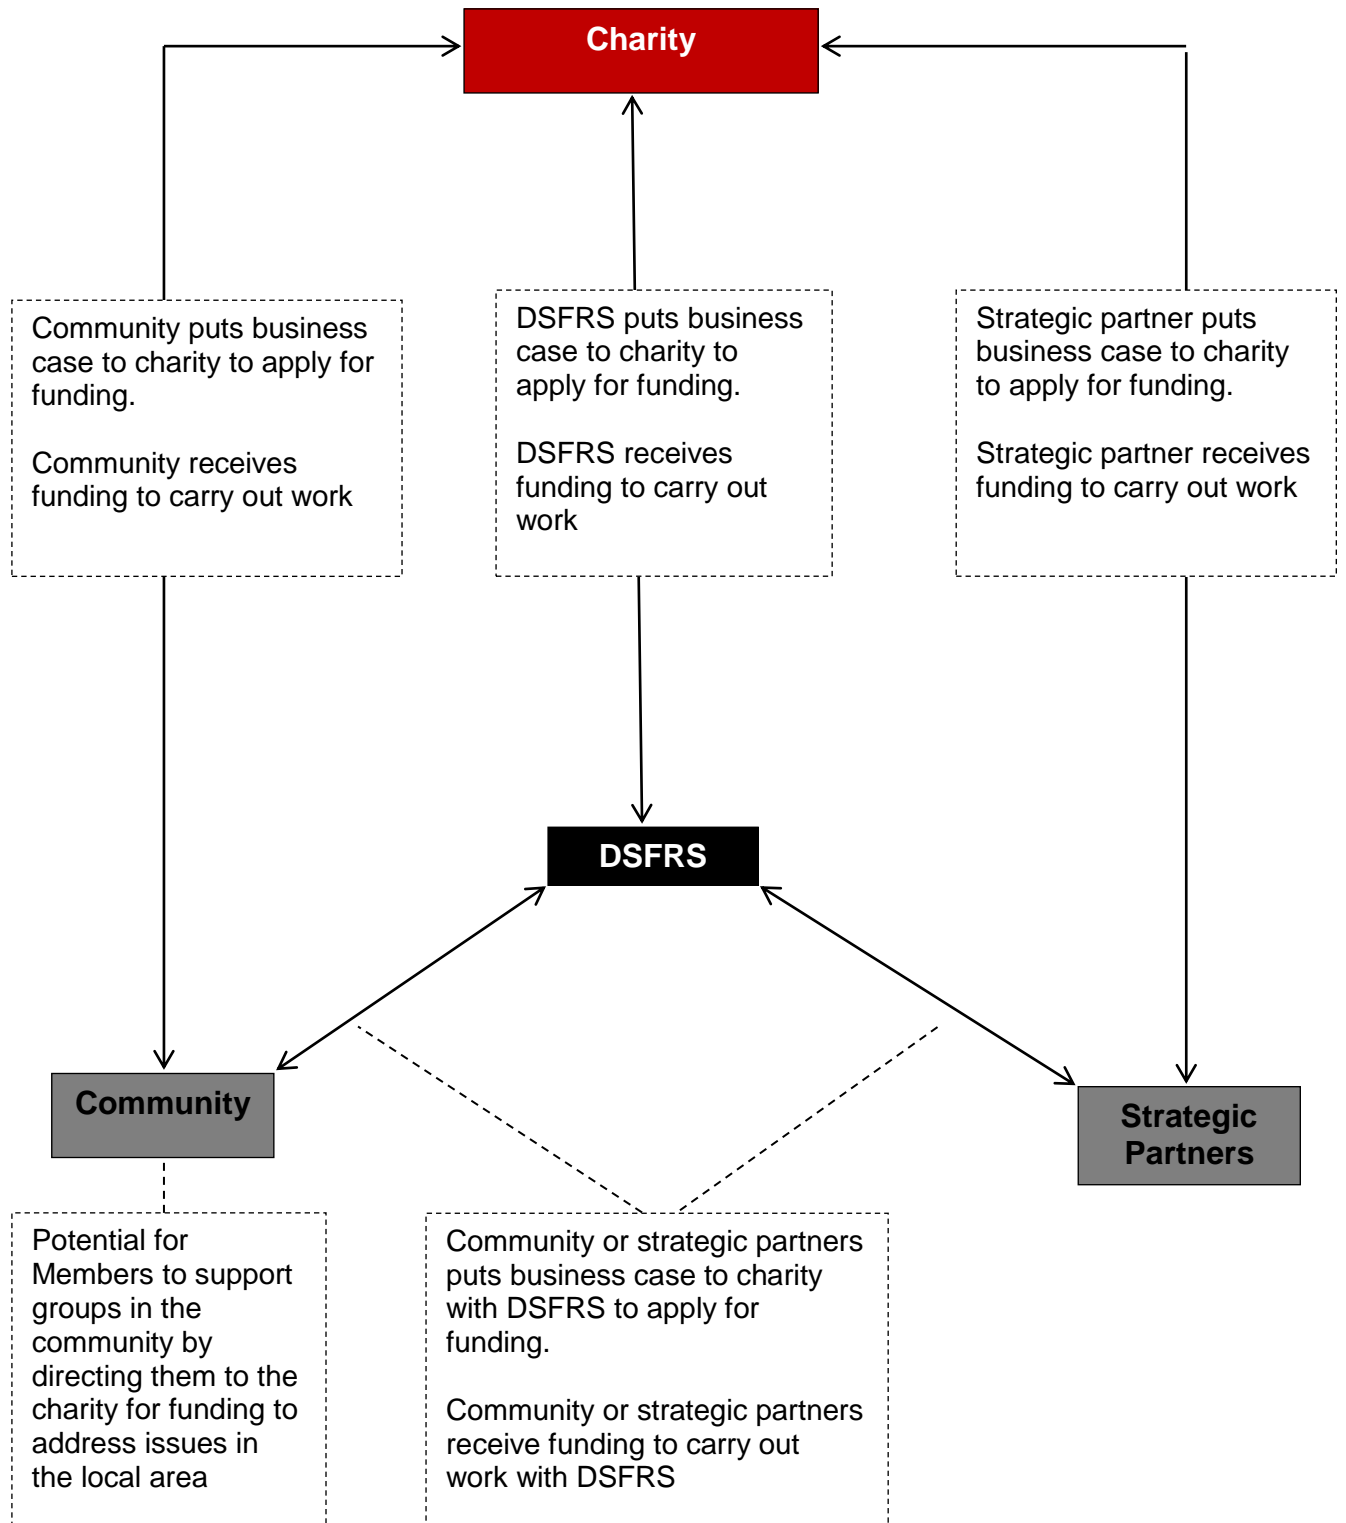 Charity
Community puts business
case to charity to apply for
funding.
Community receives
funding to carry out work
DSFRS puts business
case to charity to
apply for funding.
DSFRS receives
funding to carry out
work
Strategic partner puts
business case to charity
to apply for funding.
Strategic partner receives
funding to carry out work
DSFRS
Community
Strategic
Partners
Potential for
Members to support
groups in the
community by
directing them to the
charity for funding to
address issues in
the local area
Community or strategic partners
puts business case to charity
with DSFRS to apply for
funding.
Community or strategic partners
receive funding to carry out
work with DSFRS